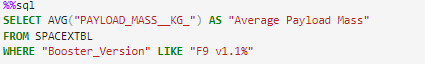 %%sql
SELECT AVG("PAYLOAD_MASS__KG_") AS "Average Payload Mass"
FROM SPACEXTBL
WHERE "Booster_Version" LIKE "F9 v1.1%"